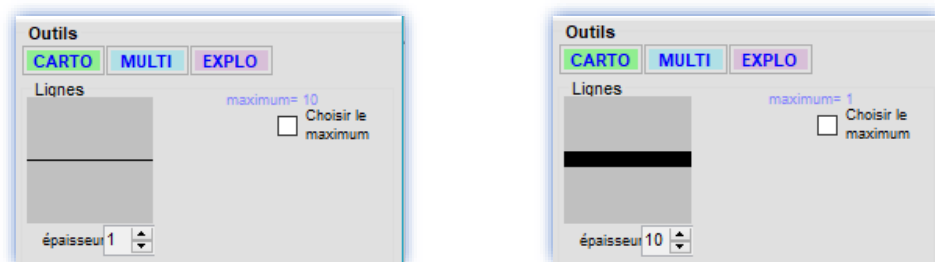 Outils
CARTO MULTI EXPLO
Lignes
maximum= 10
Choisir le
maximum
épaisseur 1
Outils
CARTO MULTI EXPLO
Lignes
maximum= 1
Choisir le
maximum
épaisseur 10